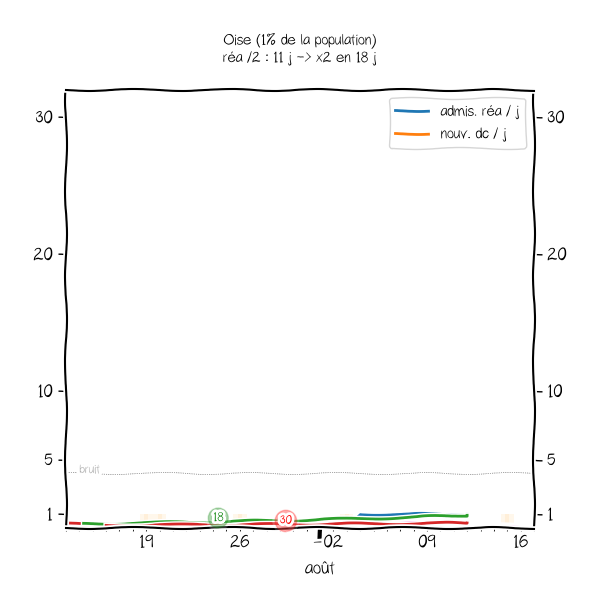 Oise (1% de la population)
réa /2 : 11 j -> x2 en 18 j
admis. réa / j
nouv. dc / j
30
30
20
20
10
10
5
5
bruit
1
1
18
30
19
26
02
09
16
août